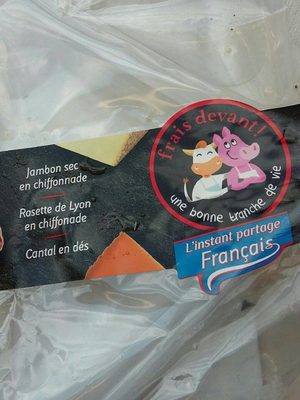 frais devant!
une bonne tranche de vie
Jambon sec
en chiffonnade
Rosette de Lyon
en chiffonade
Cantal en dés
L'instant partage
Français